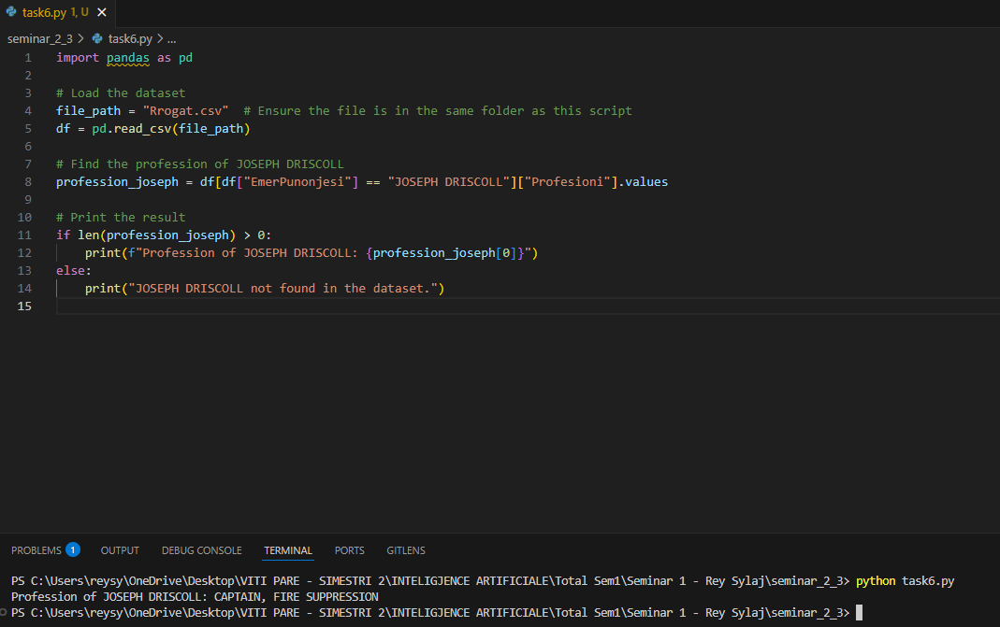 task6.py 1, U
seminar_2_3 > task6.py > ...
1 import pandas as pd
2
3 # Load the dataset
4 file_path = "Rrogat.csv"  # Ensure the file is in the same folder as this script
5 df = pd.read_csv(file_path)
6
7 # Find the profession of JOSEPH DRISCOLL
8 profession_joseph = df[df["EmerPunonjesi"] == "JOSEPH DRISCOLL"]["Profesioni"].values
9
10 # Print the result
11 if len(profession_joseph) > 0:
12     print(f"Profession of JOSEPH DRISCOLL: {profession_joseph[0]}")
13 else:
14     print("JOSEPH DRISCOLL not found in the dataset.")
15
PROBLEMS 1 OUTPUT DEBUG CONSOLE TERMINAL PORTS GITLENS
PS C:\Users\reysy\OneDrive\Desktop\VITI PARE - SIMESTRI 2\INTELIGJENCE ARTIFICIALE\Total Sem1\Seminar 1 - Rey Sylaj\seminar_2_3> python task6.py
Profession of JOSEPH DRISCOLL: CAPTAIN, FIRE SUPPRESSION
PS C:\Users\reysy\OneDrive\Desktop\VITI PARE - SIMESTRI 2\INTELIGJENCE ARTIFICIALE\Total Sem1\Seminar 1 - Rey Sylaj\seminar_2_3>